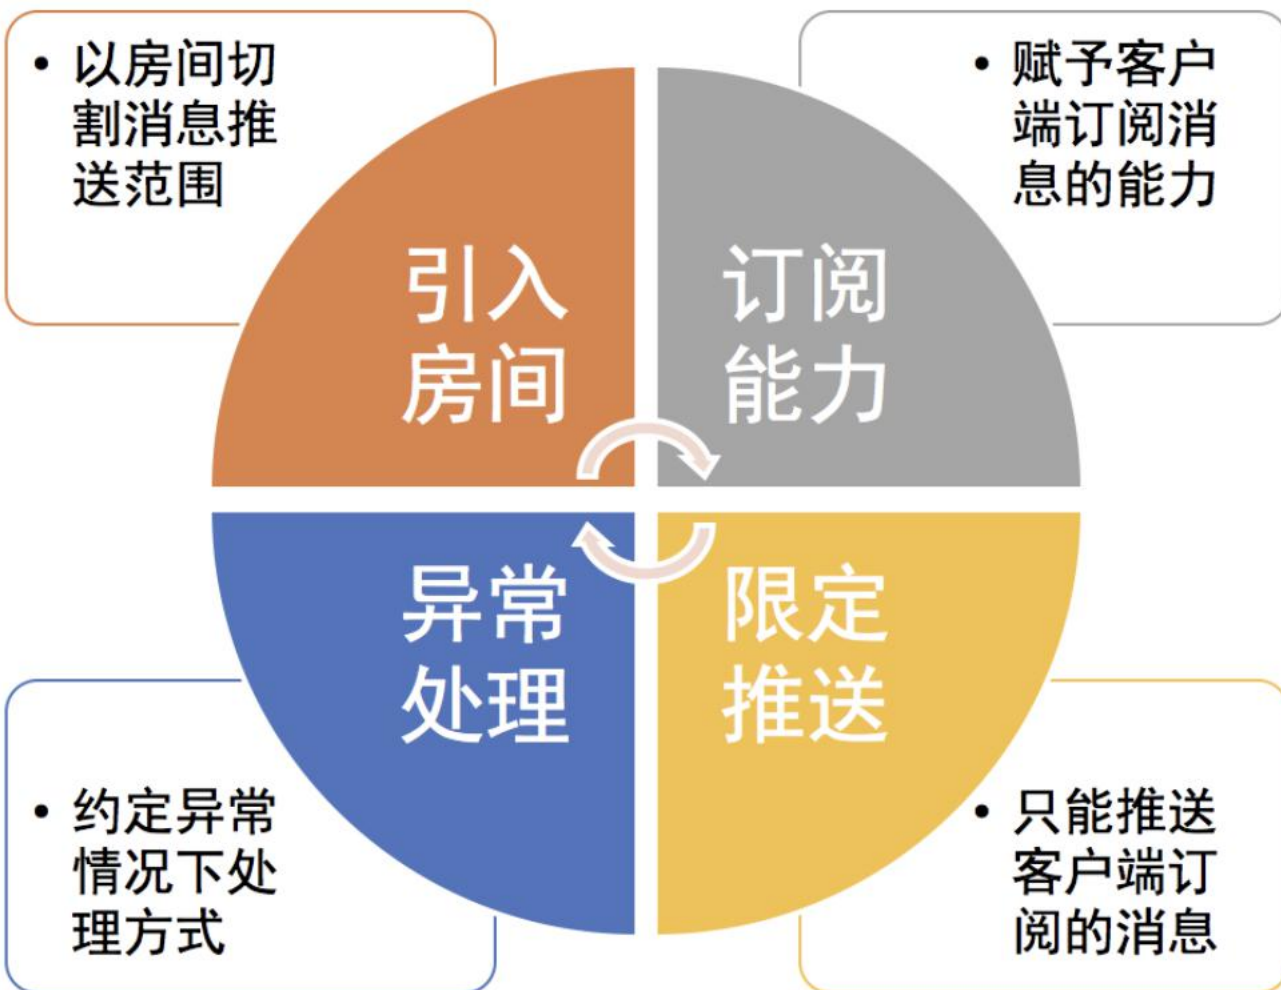 • 以房间切
割消息推
送范围
引入
房间
• 赋予客户
端订阅消
息的能力
订阅
能力
异常
处理
• 约定异常
情况下处
理方式
限定
推送
• 只能推送
客户端订
阅的消息